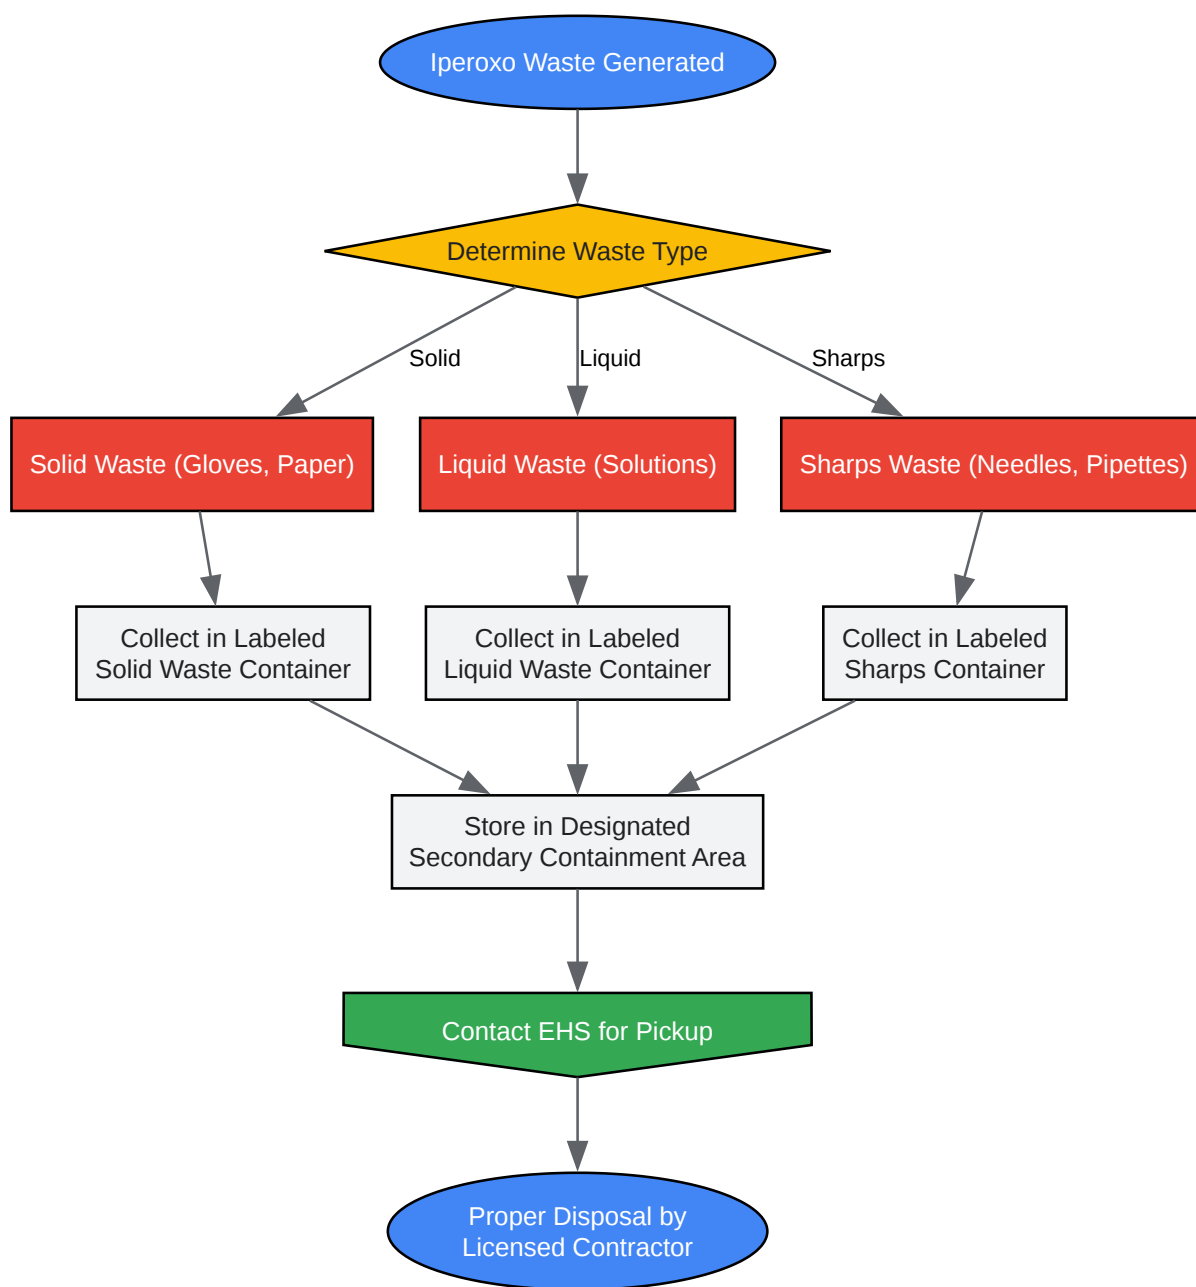 Iperoxo Waste Generated
Determine Waste Type
Solid
Liquid
Sharps
Solid Waste (Gloves, Paper)
Liquid Waste (Solutions)
Sharps Waste (Needles, Pipettes)
Collect in Labeled
Solid Waste Container
Collect in Labeled
Liquid Waste Container
Collect in Labeled
Sharps Container
Store in Designated
Secondary Containment Area
Contact EHS for Pickup
Proper Disposal by
Licensed Contractor